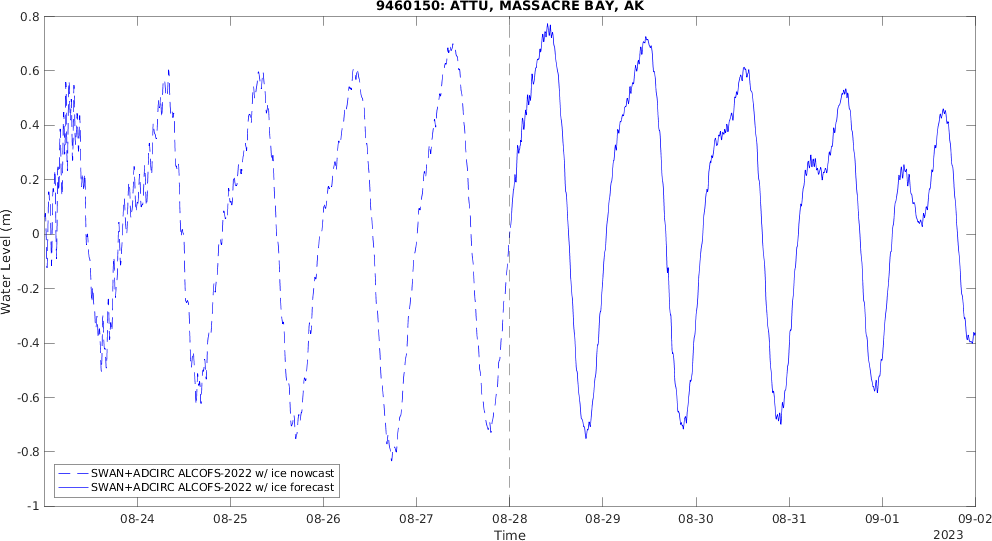 9460150: ATTU, MASSACRE BAY, AK
0.8
0.6
0.4
0.2
0
-0.2
-0.4
-0.6
-0.8
-1
Water Level (m)
SWAN+ADCIRC ALCOFS-2022 w/ ice nowcast
SWAN+ADCIRC ALCOFS-2022 w/ ice forecast
08-24 08-25 08-26 08-27 08-28 08-29 08-30 08-31 09-01 09-02
Time
2023